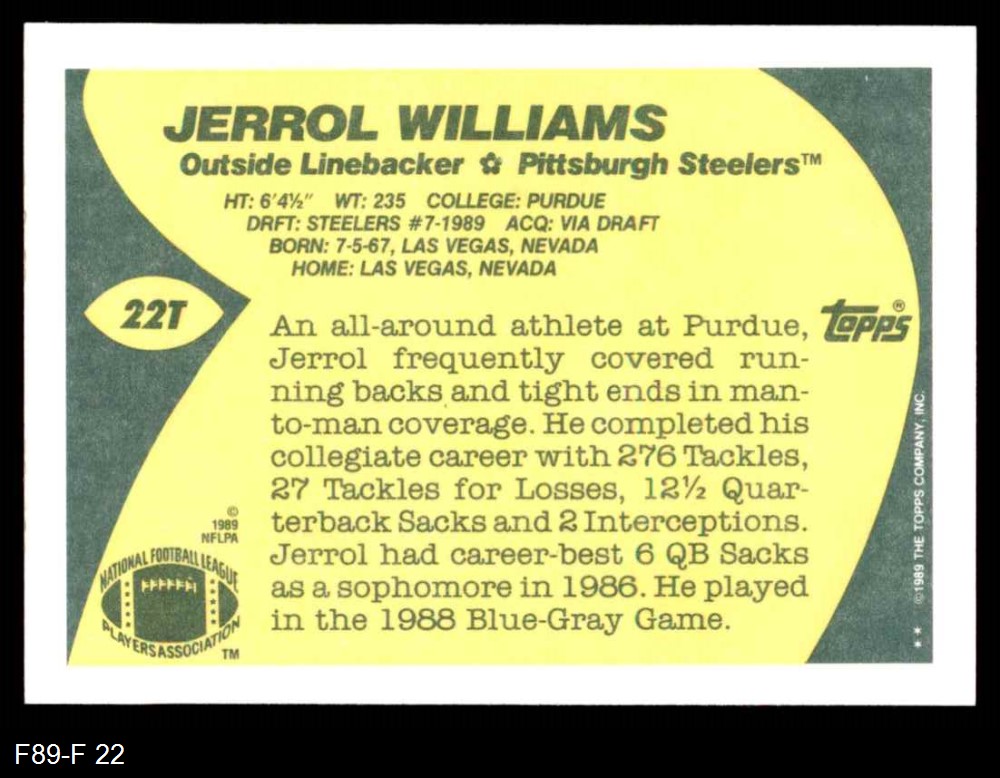 JERROL WILLIAMS
Outside Linebacker ✿ Pittsburgh Steelers™
HT: 6'4½" WT: 235 COLLEGE: PURDUE
DRFT: STEELERS #7-1989 ACQ: VIA DRAFT
BORN: 7-5-67, LAS VEGAS, NEVADA
HOME: LAS VEGAS, NEVADA
22T
topps®
An all-around athlete at Purdue,
Jerrol frequently covered run-
ning backs and tight ends in man-
to-man coverage. He completed his
collegiate career with 276 Tackles,
27 Tackles for Losses, 12½ Quar-
terback Sacks and 2 Interceptions.
Jerrol had career-best 6 QB Sacks
as a sophomore in 1986. He played
in the 1988 Blue-Gray Game.
©
1989
NFLPA
NATIONAL FOOTBALL LEAGUE
PLAYERS ASSOCIATION
TM
** ©1989 THE TOPPS COMPANY, INC.
F89-F 22